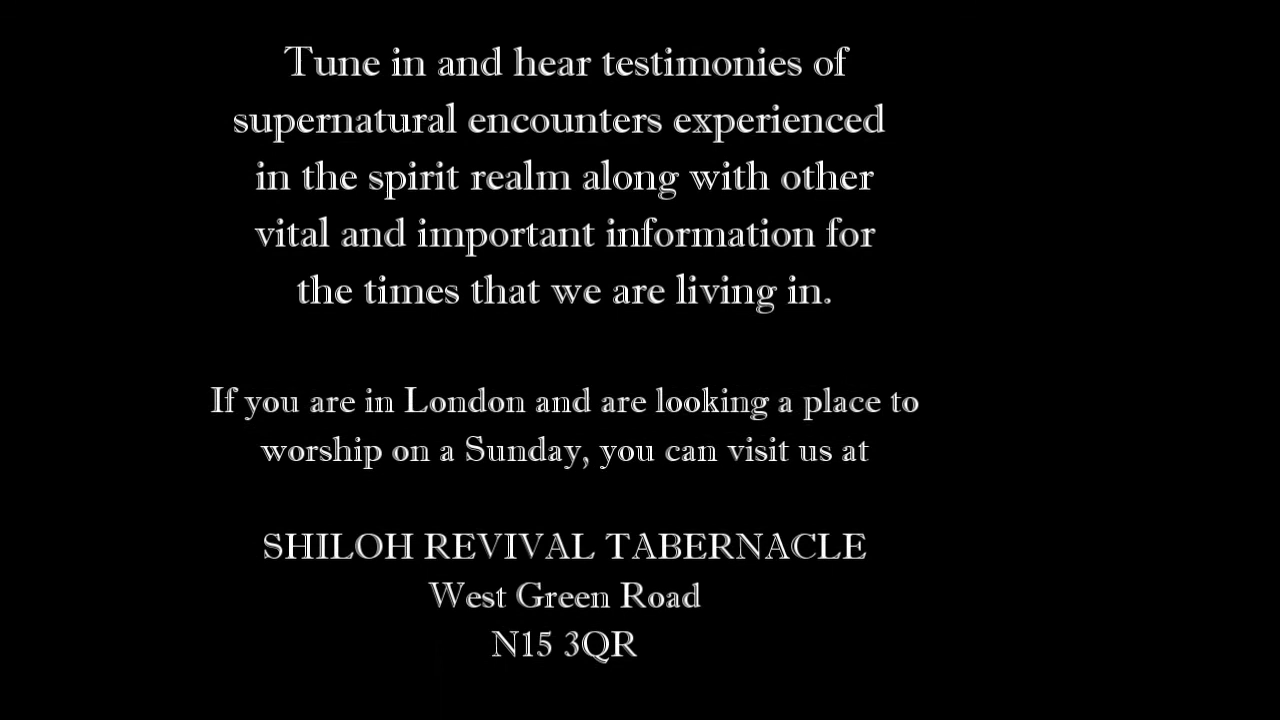 Tune in and hear testimonies of
supernatural encounters experienced
in the spirit realm along with other
vital and important information for
the times that we are living in.
If you are in London and are looking a place to
worship on a Sunday, you can visit us at
SHILOH REVIVAL TABERNACLE
West Green Road
N15 3QR